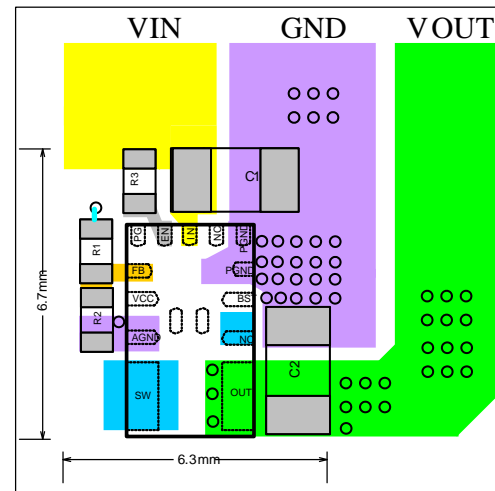 VIN GND VOUT
R3
C1
PG EN IN NC PGND
R1
FB PGND
R2
VCC BST
AGND NC
SW OUT
C2
6.7mm
6.3mm